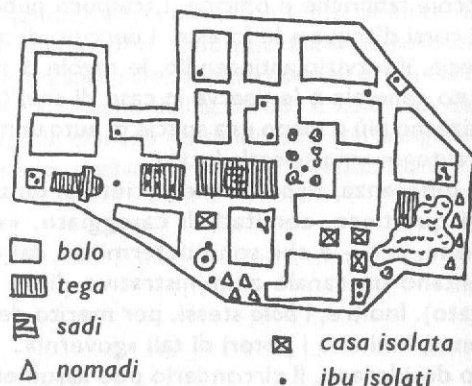 bolo
tega
sadi
nomadi
casa isolata
ibu isolati